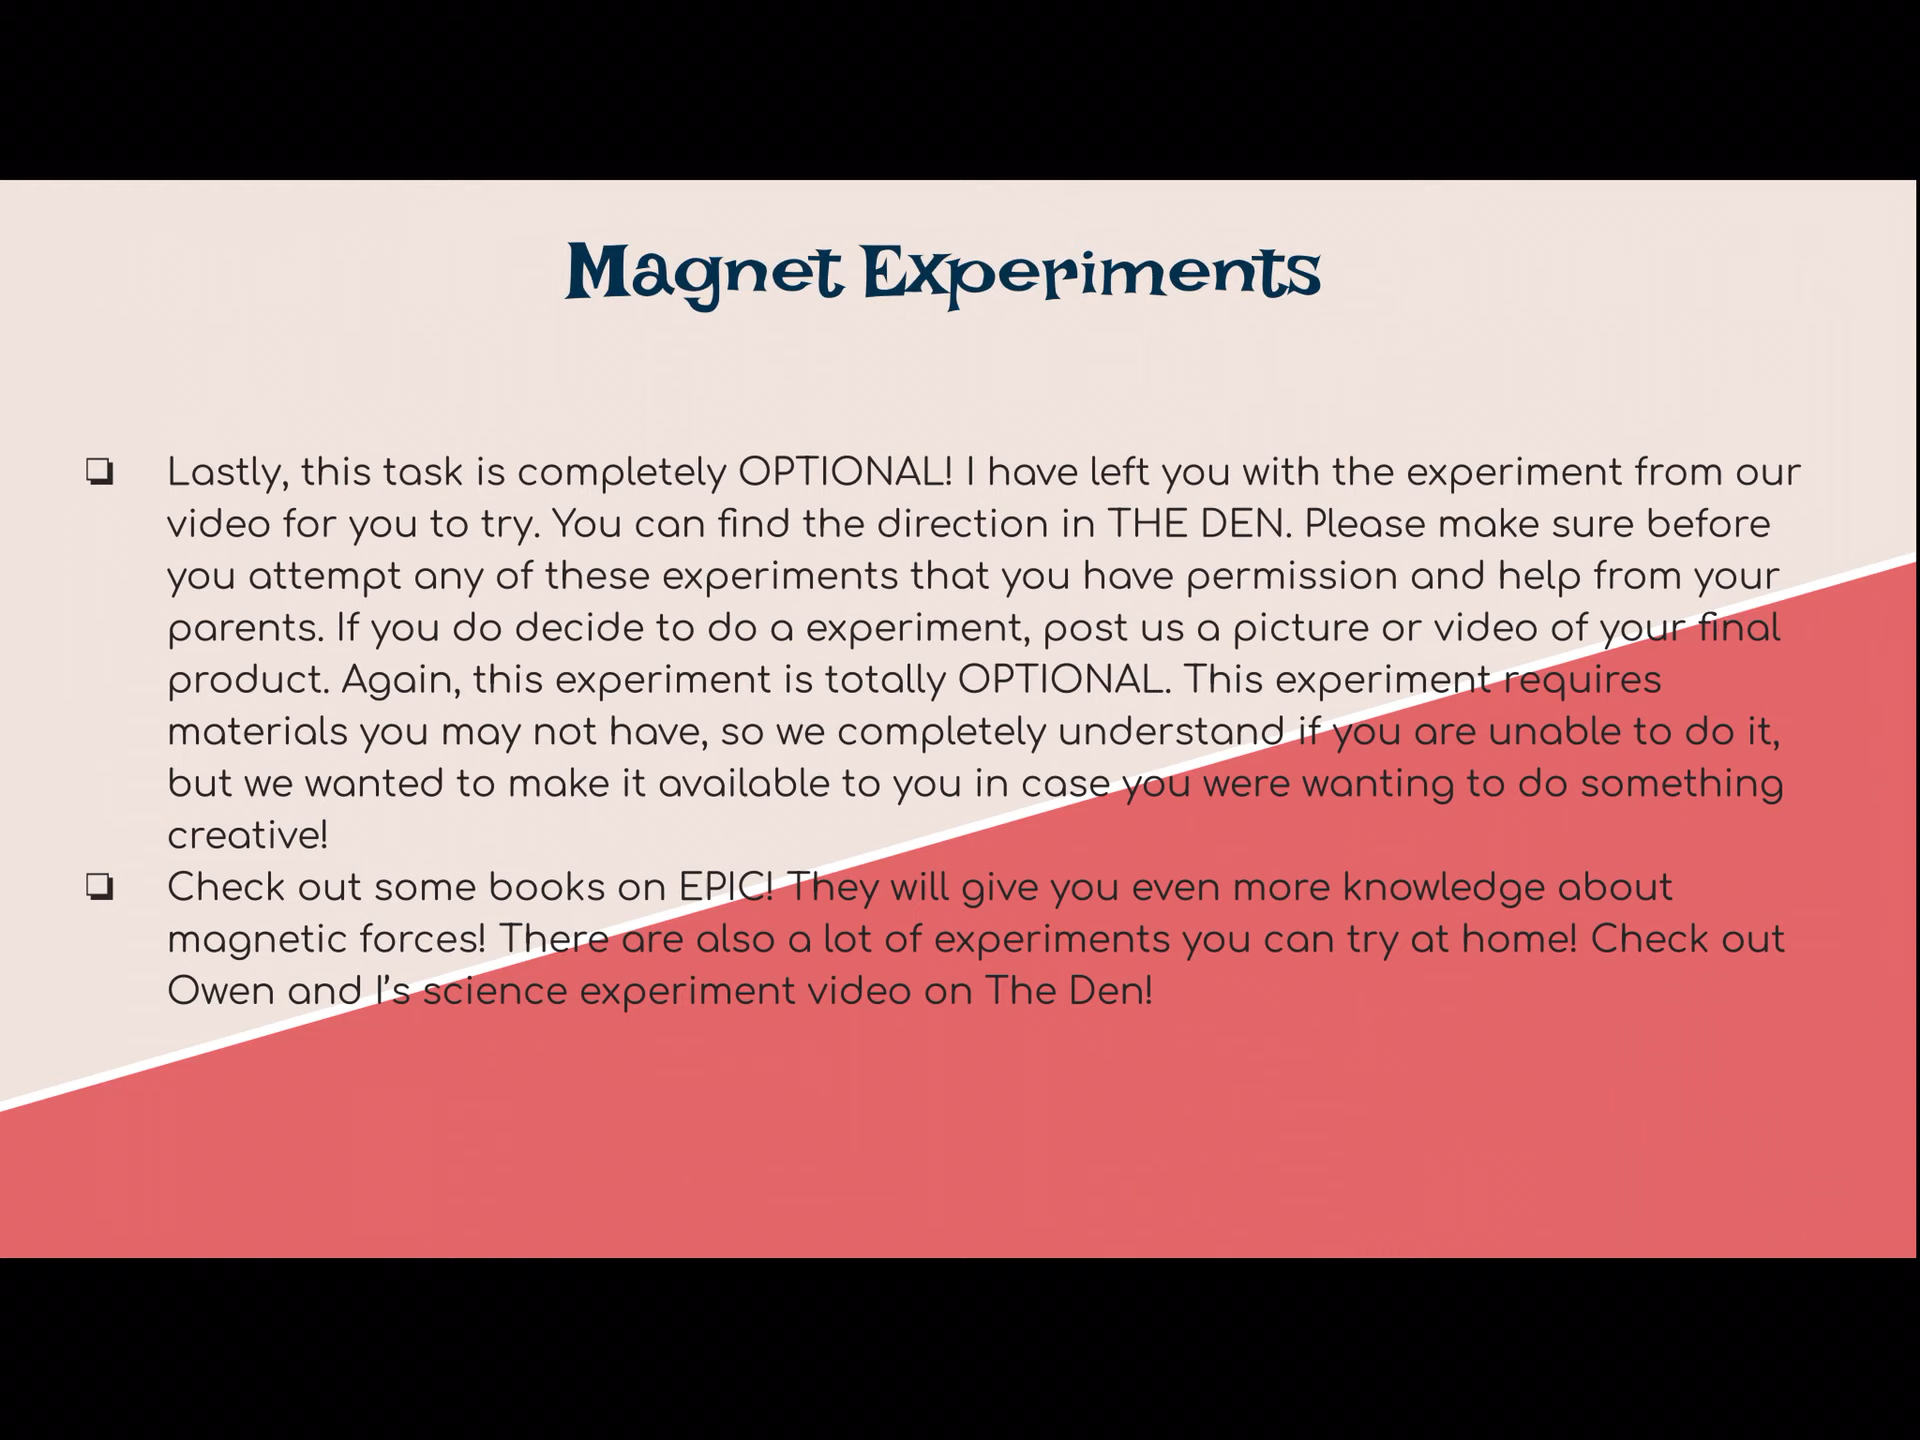 Magnet Experiments
❏ Lastly, this task is completely OPTIONAL! I have left you with the experiment from our
video for you to try. You can find the direction in THE DEN. Please make sure before
you attempt any of these experiments that you have permission and help from your
parents. If you do decide to do a experiment, post us a picture or video of your final
product. Again, this experiment is totally OPTIONAL. This experiment requires
materials you may not have, so we completely understand if you are unable to do it,
but we wanted to make it available to you in case you were wanting to do something
creative!
❏ Check out some books on EPIC! They will give you even more knowledge about
magnetic forces! There are also a lot of experiments you can try at home! Check out
Owen and I's science experiment video on The Den!